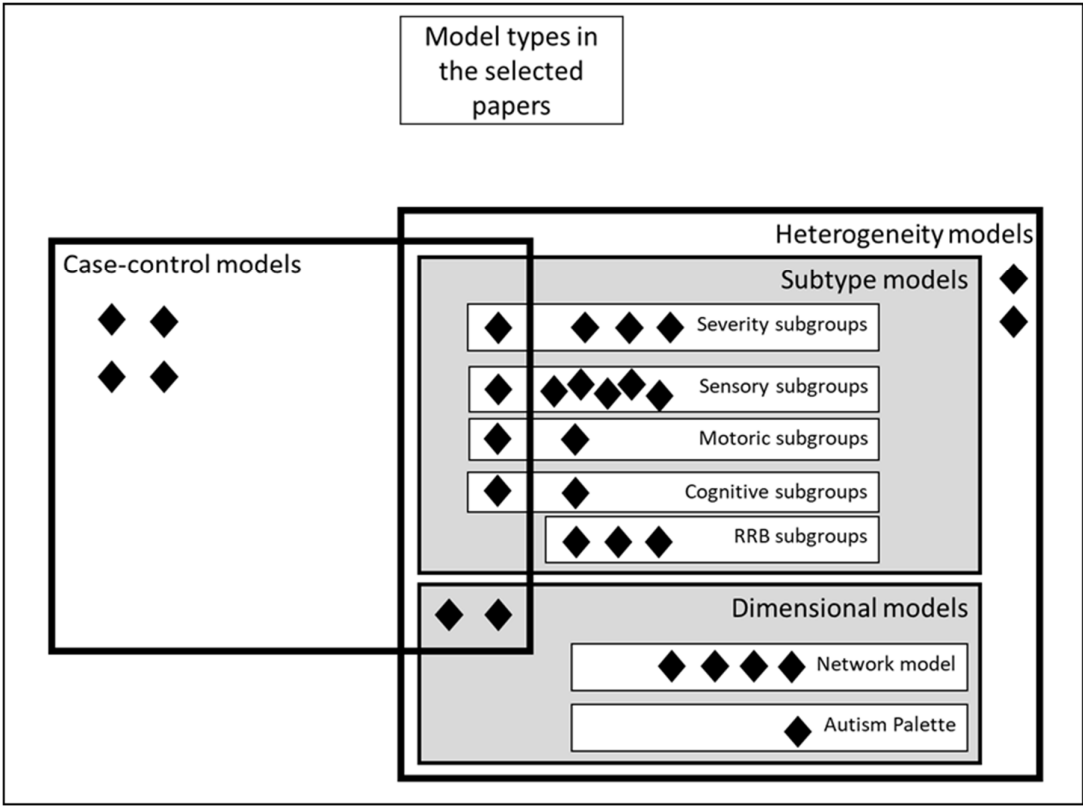 Model types in
the selected
papers
Heterogeneity models
Case-control models
Subtype models
Severity subgroups
Sensory subgroups
Motoric subgroups
Cognitive subgroups
RRB subgroups
Dimensional models
Network model
Autism Palette